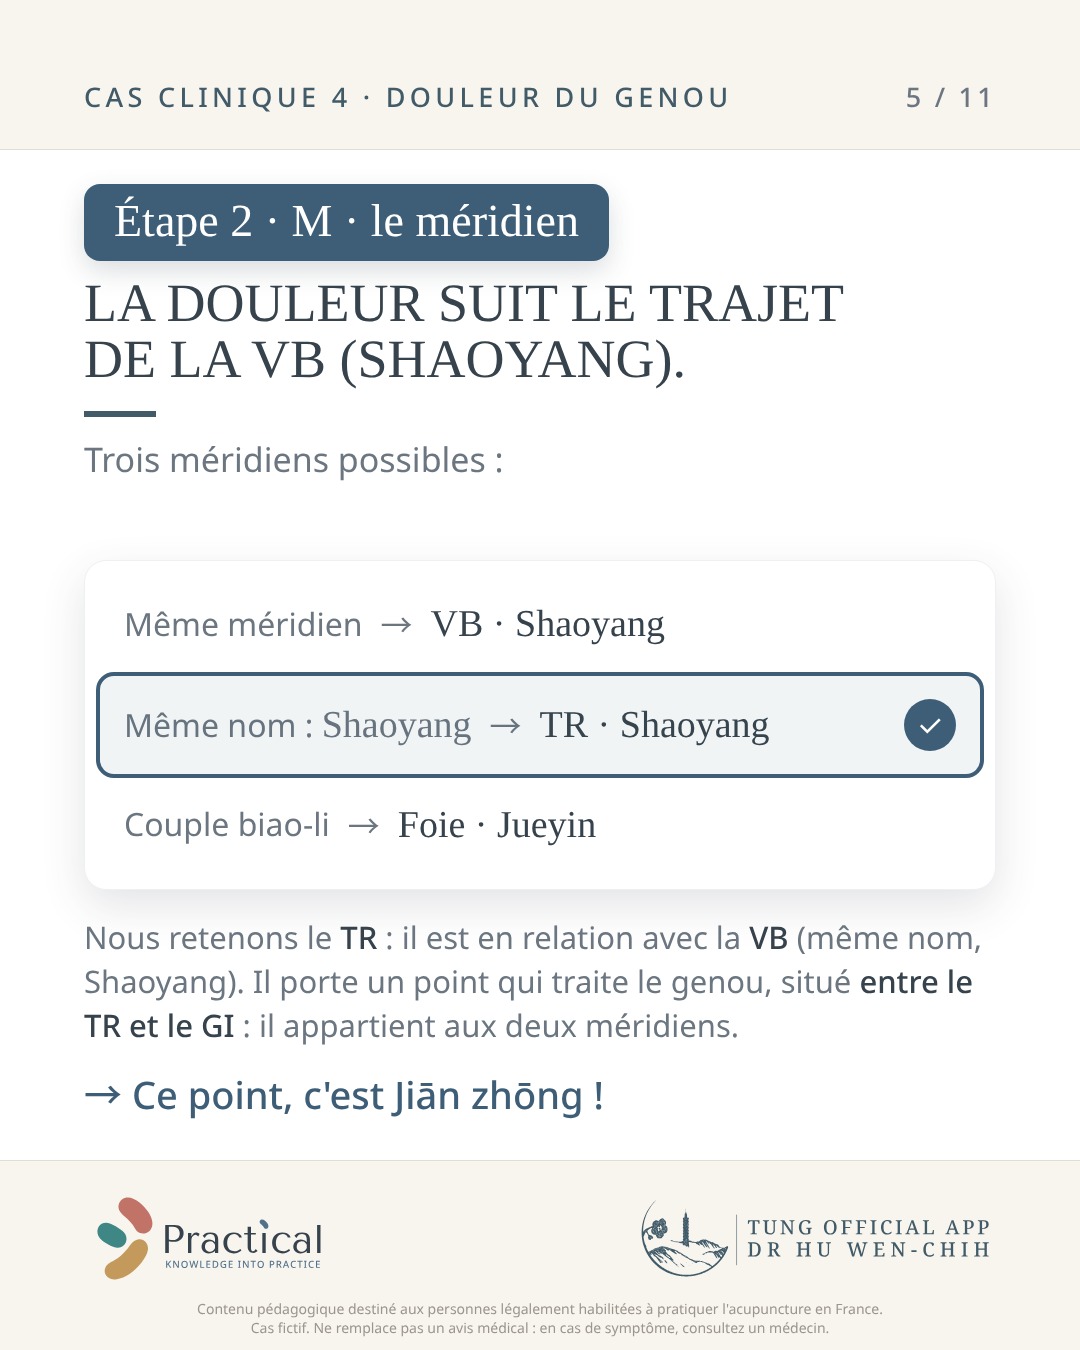 CAS CLINIQUE 4 · DOULEUR DU GENOU
5 / 11
Étape 2 · M · le méridien
LA DOULEUR SUIT LE TRAJET
DE LA VB (SHAOYANG).
Trois méridiens possibles :
Même méridien → VB · Shaoyang
Même nom : Shaoyang → TR · Shaoyang
Couple biao-li → Foie · Jueyin
Nous retenons le TR : il est en relation avec la VB (même nom,
Shaoyang). Il porte un point qui traite le genou, situé entre le
TR et le GI : il appartient aux deux méridiens.
→ Ce point, c'est Jiān zhōng !
Practical
KNOWLEDGE INTO PRACTICE
TUNG OFFICIAL APP
DR HU WEN-CHIH
Contenu pédagogique destiné aux personnes légalement habilitées à pratiquer l'acupuncture en France.
Cas fictif. Ne remplace pas un avis médical : en cas de symptôme, consultez un médecin.